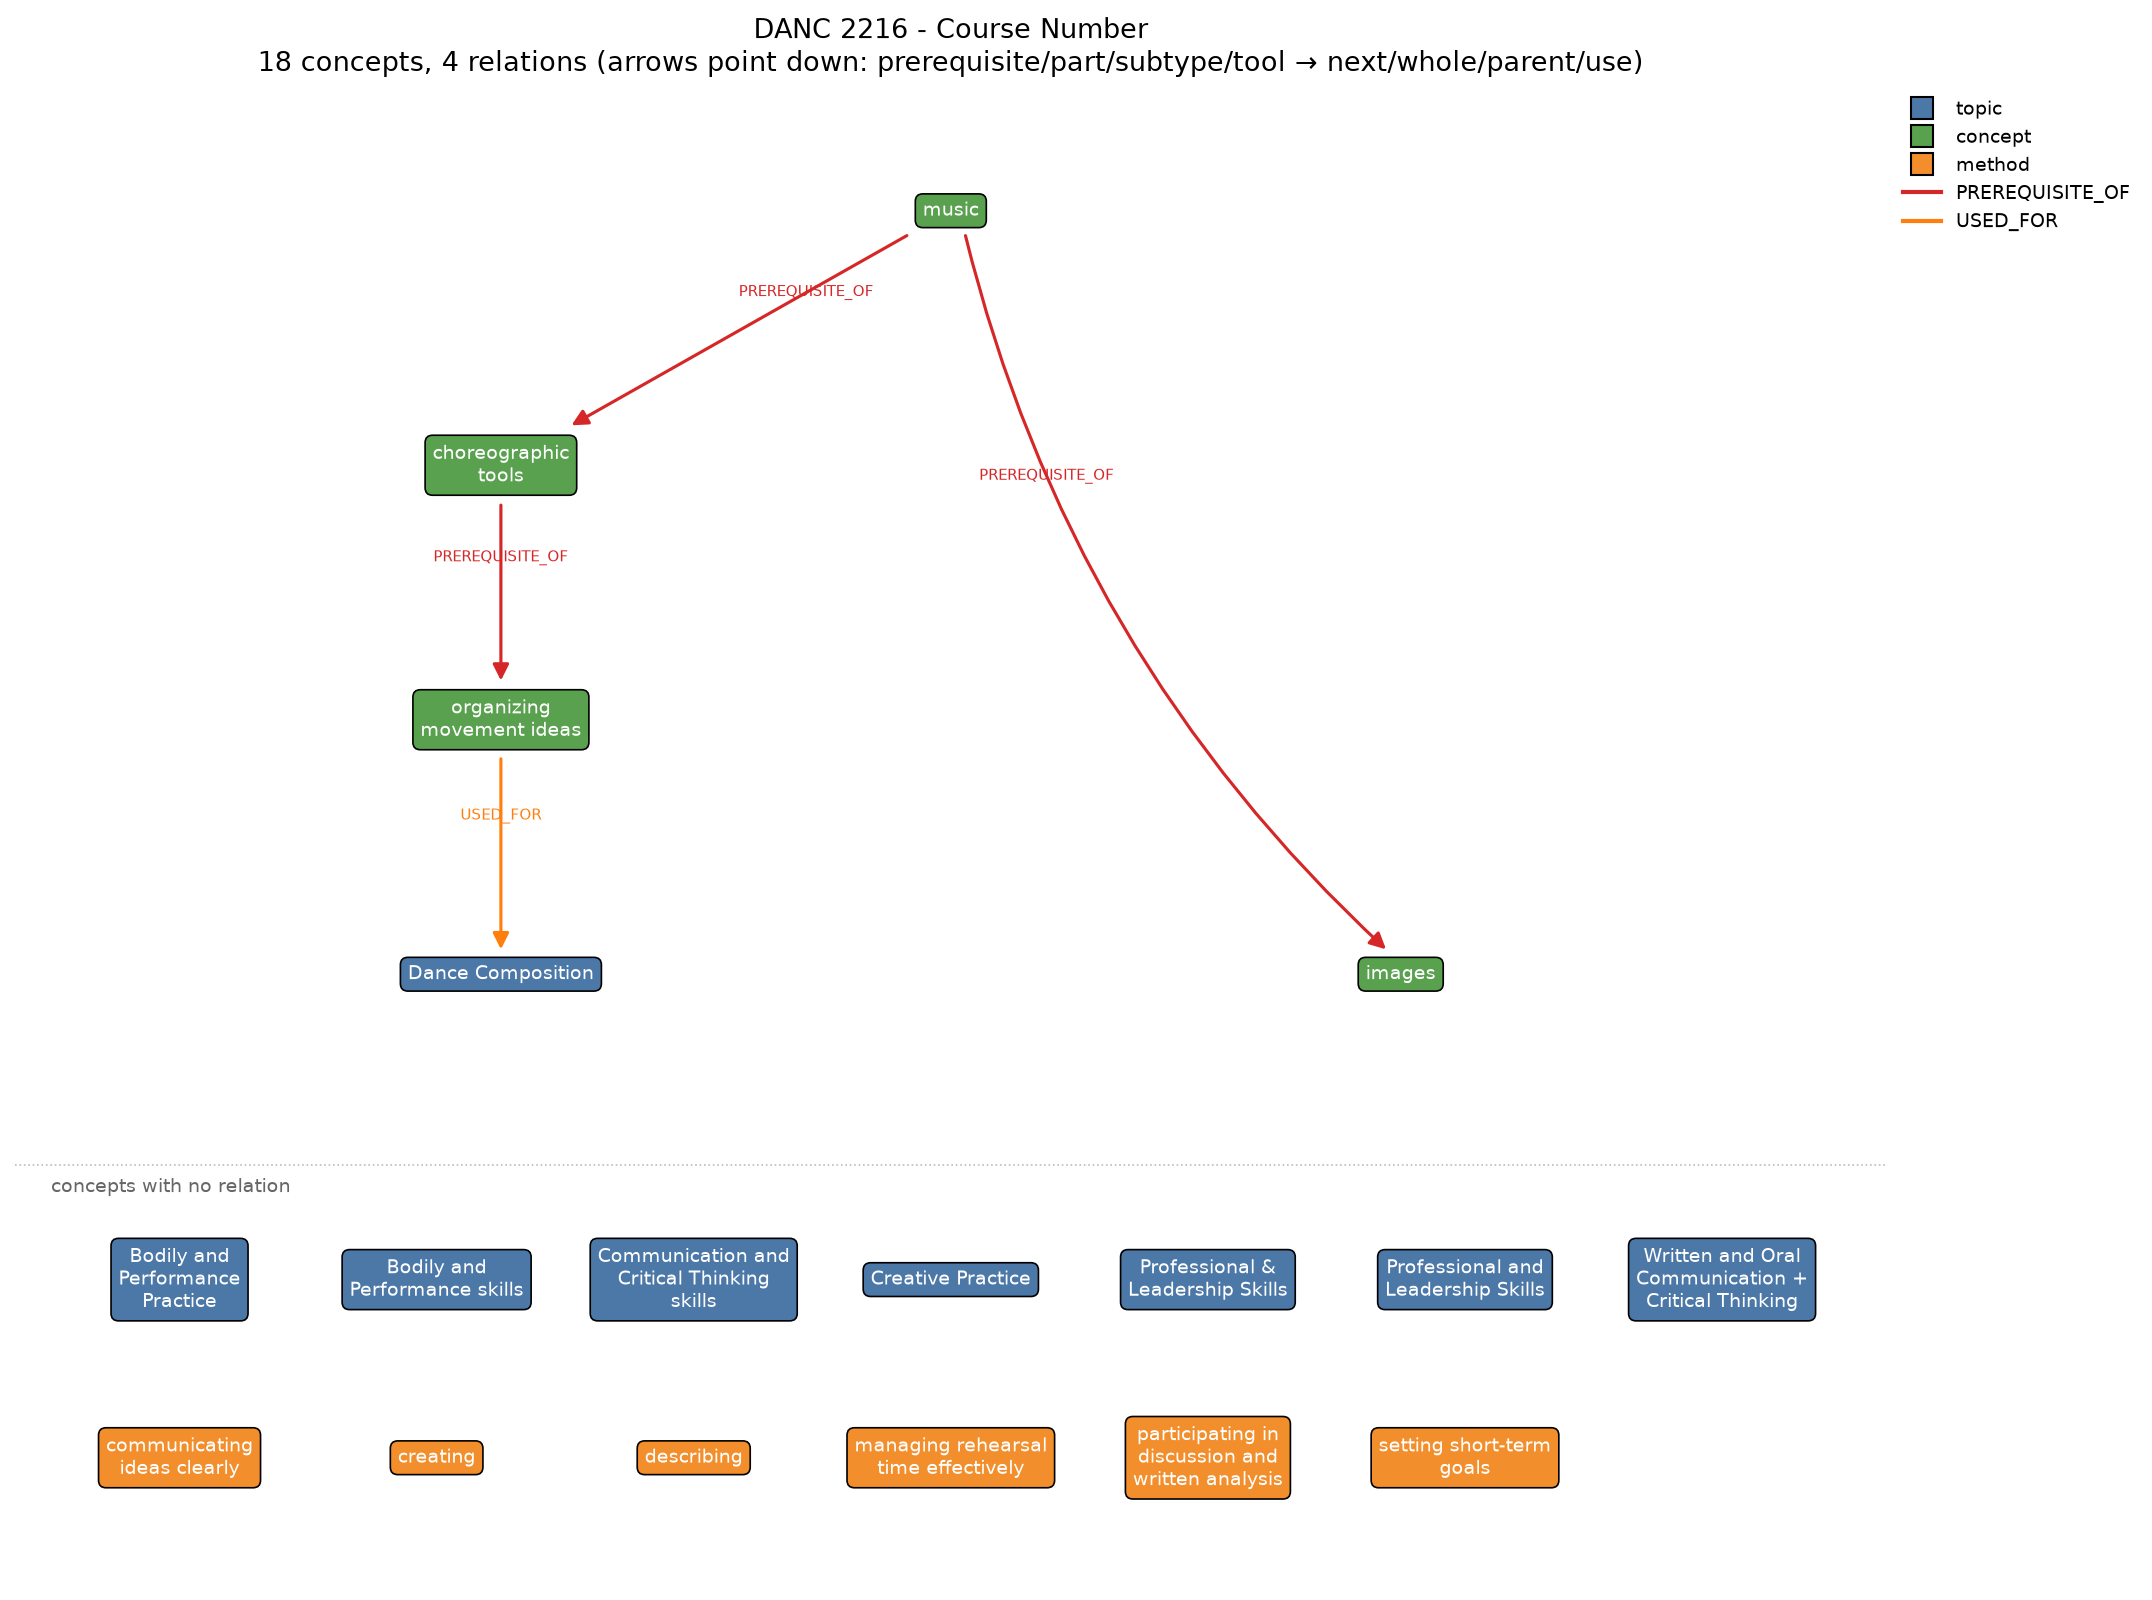 DANC 2216 - Course Number
18 concepts, 4 relations (arrows point down: prerequisite/part/subtype/tool → next/whole/parent/use)
topic
concept
method
PREREQUISITE_OF
USED_FOR
music
PREREQUISITE_OF
choreographic
tools
PREREQUISITE_OF
PREREQUISITE_OF
organizing
movement ideas
USED_FOR
Dance Composition
images
concepts with no relation
Bodily and
Performance
Practice
Bodily and
Performance skills
Communication and
Critical Thinking
skills
Creative Practice
Professional &
Leadership Skills
Professional and
Leadership Skills
Written and Oral
Communication +
Critical Thinking
communicating
ideas clearly
creating
describing
managing rehearsal
time effectively
participating in
discussion and
written analysis
setting short-term
goals